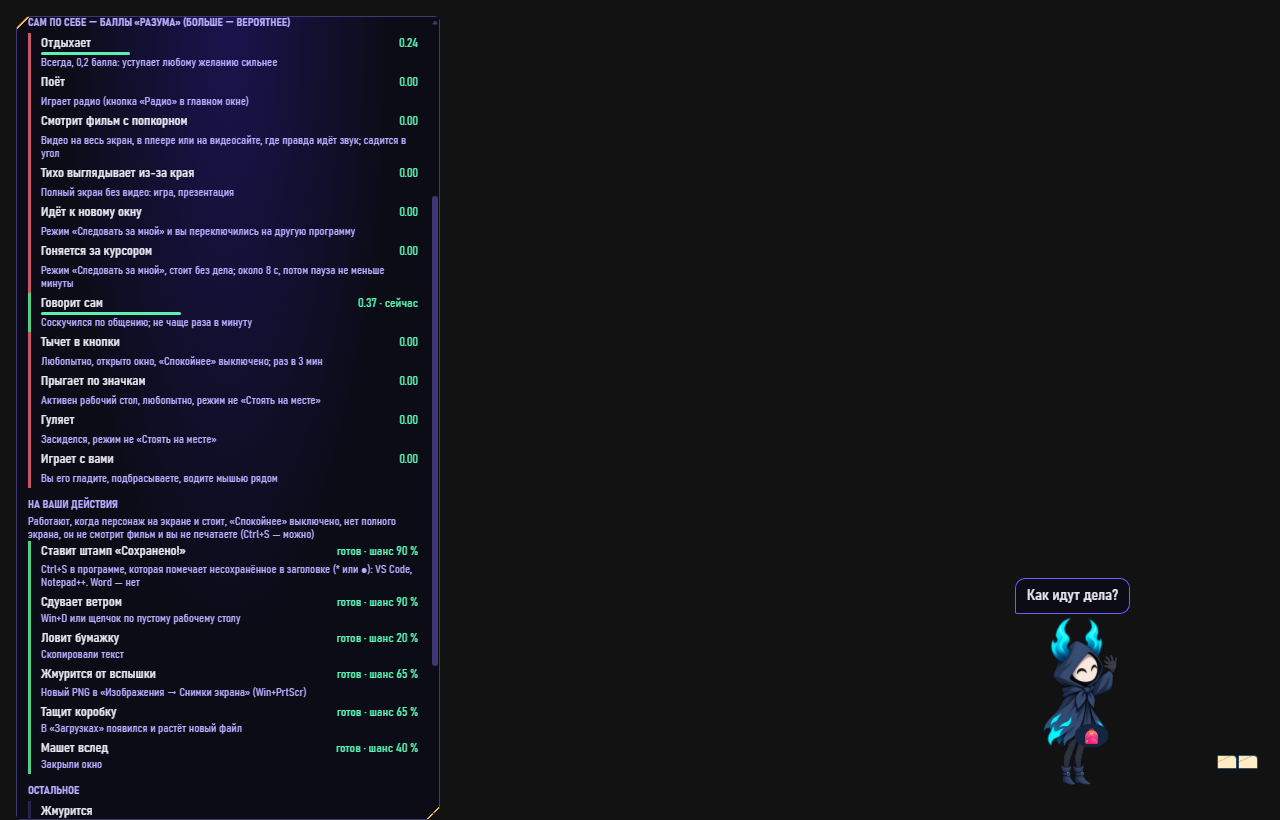 САМ ПО СЕБЕ — БАЛЛЫ «РАЗУМА» (БОЛЬШЕ — ВЕРОЯТНЕЕ)
Отдыхает 0.24
Всегда, 0,2 балла: уступает любому желанию сильнее
Поёт 0.00
Играет радио (кнопка «Радио» в главном окне)
Смотрит фильм с попкорном 0.00
Видео на весь экран, в плеере или на видеосайте, где правда идёт звук; садится в
угол
Тихо выглядывает из-за края 0.00
Полный экран без видео: игра, презентация
Идёт к новому окну 0.00
Режим «Следовать за мной» и вы переключились на другую программу
Гоняется за курсором 0.00
Режим «Следовать за мной», стоит без дела; около 8 с, потом пауза не меньше
минуты
Говорит сам 0.37 · сейчас
Соскучился по общению; не чаще раза в минуту
Тычет в кнопки 0.00
Любопытно, открыто окно, «Спокойнее» выключено; раз в 3 мин
Прыгает по значкам 0.00
Активен рабочий стол, любопытно, режим не «Стоять на месте»
Гуляет 0.00
Засиделся, режим не «Стоять на месте»
Играет с вами 0.00
Вы его гладите, подбрасываете, водите мышью рядом
НА ВАШИ ДЕЙСТВИЯ
Работают, когда персонаж на экране и стоит, «Спокойнее» выключено, нет полного
экрана, он не смотрит фильм и вы не печатаете (Ctrl+S — можно)
Ставит штамп «Сохранено!» готов · шанс 90 %
Ctrl+S в программе, которая помечает несохранённое в заголовке (* или ●): VS Code,
Notepad++. Word — нет
Сдувает ветром готов · шанс 90 %
Win+D или щелчок по пустому рабочему столу
Ловит бумажку готов · шанс 20 %
Скопировали текст
Жмурится от вспышки готов · шанс 65 %
Новый PNG в «Изображения → Снимки экрана» (Win+PrtScr)
Тащит коробку готов · шанс 65 %
В «Загрузках» появился и растёт новый файл
Машет вслед готов · шанс 40 %
Закрыли окно
ОСТАЛЬНОЕ
Жмурится
Как идут дела?